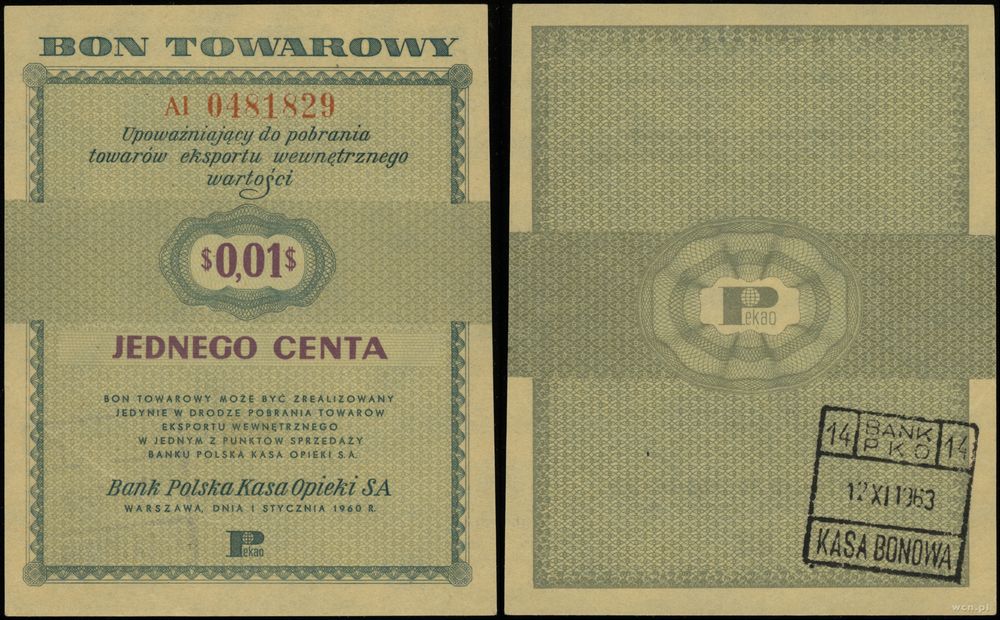 BON TOWAROWY
AI 0481829
Upoważniający do pobrania
towarów eksportu wewnętrznego
wartości
$0,01$
JEDNEGO CENTA
BON TOWAROWY MOŻE BYĆ ZREALIZOWANY
JEDYNIE W DRODZE POBRANIA TOWARÓW
EKSPORTU WEWNĘTRZNEGO
W JEDNYM Z PUNKTÓW SPRZEDAŻY
BANKU POLSKA KASA OPIEKI S.A.
Bank Polska Kasa Opieki SA
WARSZAWA, DNIA 1 STYCZNIA 1960 R.
Pekao
Pekao
14 BANK 14
P K O
12 XI 1963
KASA BONOWA
wcn.pl